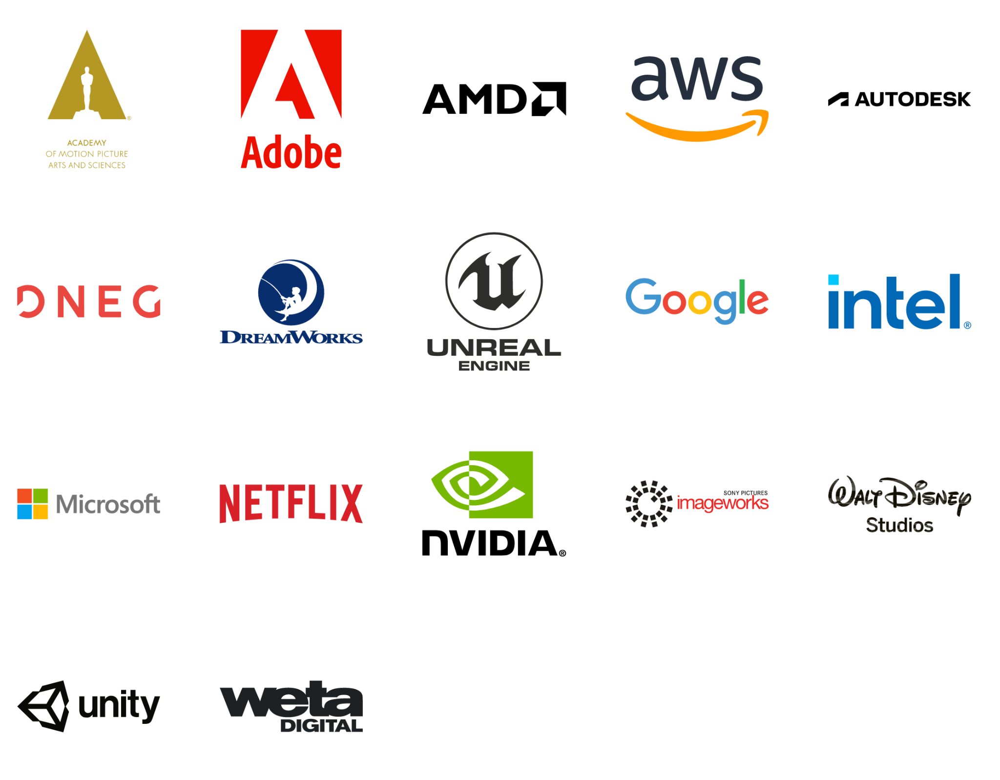 ACADEMY
OF MOTION PICTURE
ARTS AND SCIENCES
®
Adobe
AMD
aws
AUTODESK
DNEG
DREAMWORKS
UNREAL
ENGINE
Google
intel®
Microsoft
NETFLIX
NVIDIA®
SONY PICTURES
imageworks
WALT DISNEY
Studios
unity
weta
DIGITAL